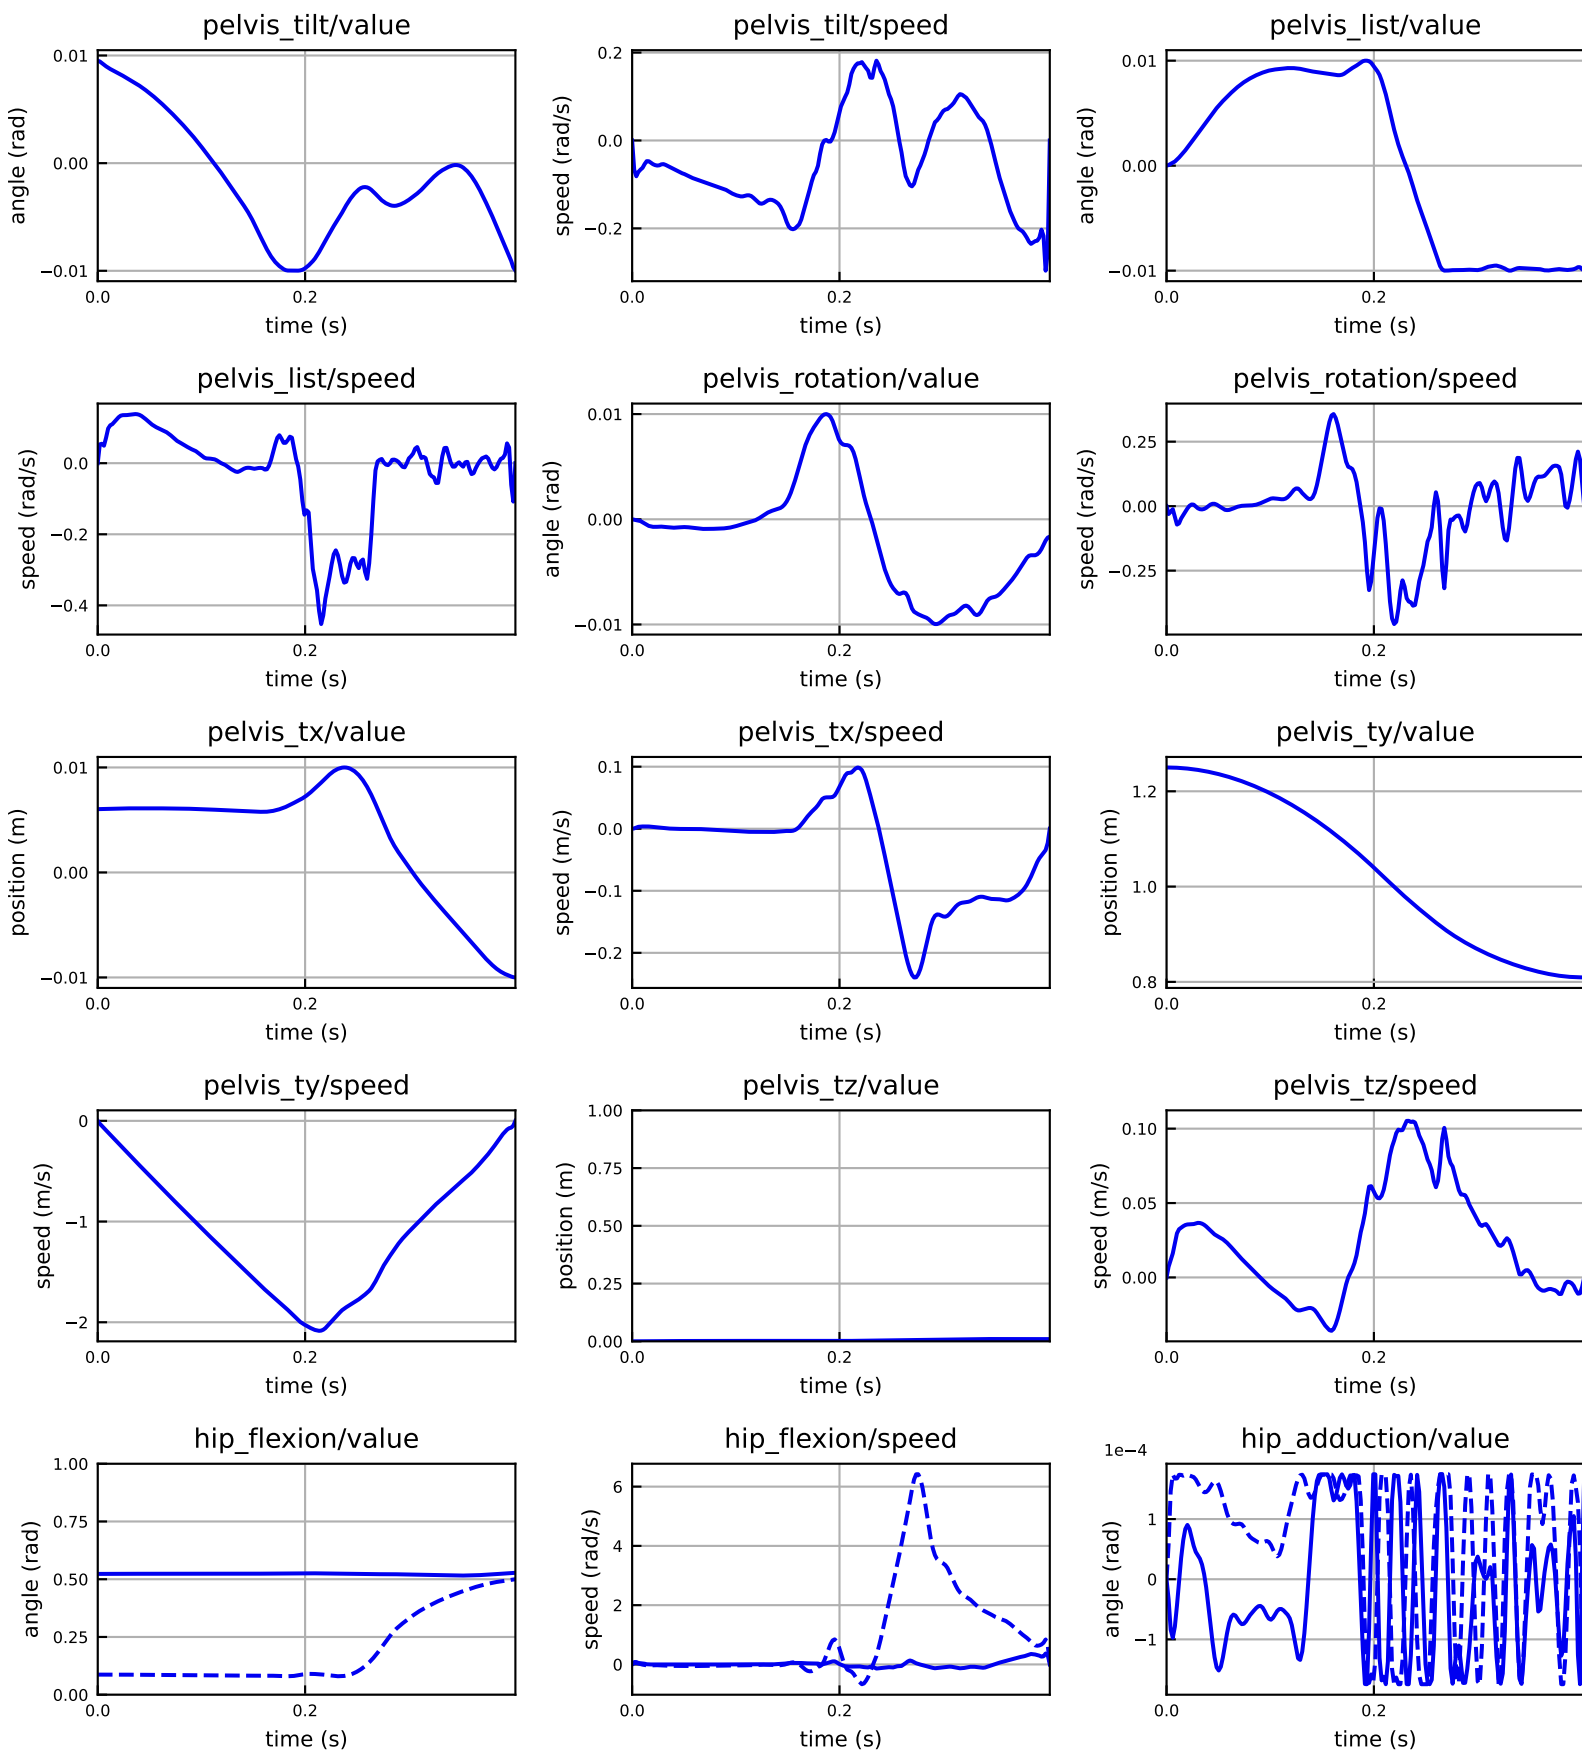 pelvis_tilt/value
angle (rad)
0.01
0.00
−0.01
0.0
0.2
time (s)
pelvis_tilt/speed
speed (rad/s)
0.2
0.0
−0.2
0.0
0.2
time (s)
pelvis_list/value
angle (rad)
0.01
0.00
−0.01
0.0
0.2
time (s)
pelvis_list/speed
speed (rad/s)
0.0
−0.2
−0.4
0.0
0.2
time (s)
pelvis_rotation/value
angle (rad)
0.01
0.00
−0.01
0.0
0.2
time (s)
pelvis_rotation/speed
speed (rad/s)
0.25
0.00
−0.25
0.0
0.2
time (s)
pelvis_tx/value
position (m)
0.01
0.00
−0.01
0.0
0.2
time (s)
pelvis_tx/speed
speed (m/s)
0.1
0.0
−0.1
−0.2
0.0
0.2
time (s)
pelvis_ty/value
position (m)
1.2
1.0
0.8
0.0
0.2
time (s)
pelvis_ty/speed
speed (m/s)
0
−1
−2
0.0
0.2
time (s)
pelvis_tz/value
position (m)
1.00
0.75
0.50
0.25
0.00
0.0
0.2
time (s)
pelvis_tz/speed
speed (m/s)
0.10
0.05
0.00
0.0
0.2
time (s)
hip_flexion/value
angle (rad)
1.00
0.75
0.50
0.25
0.00
0.0
0.2
time (s)
hip_flexion/speed
speed (rad/s)
6
4
2
0
0.0
0.2
time (s)
hip_adduction/value
1e−4
angle (rad)
1
0
−1
0.0
0.2
time (s)